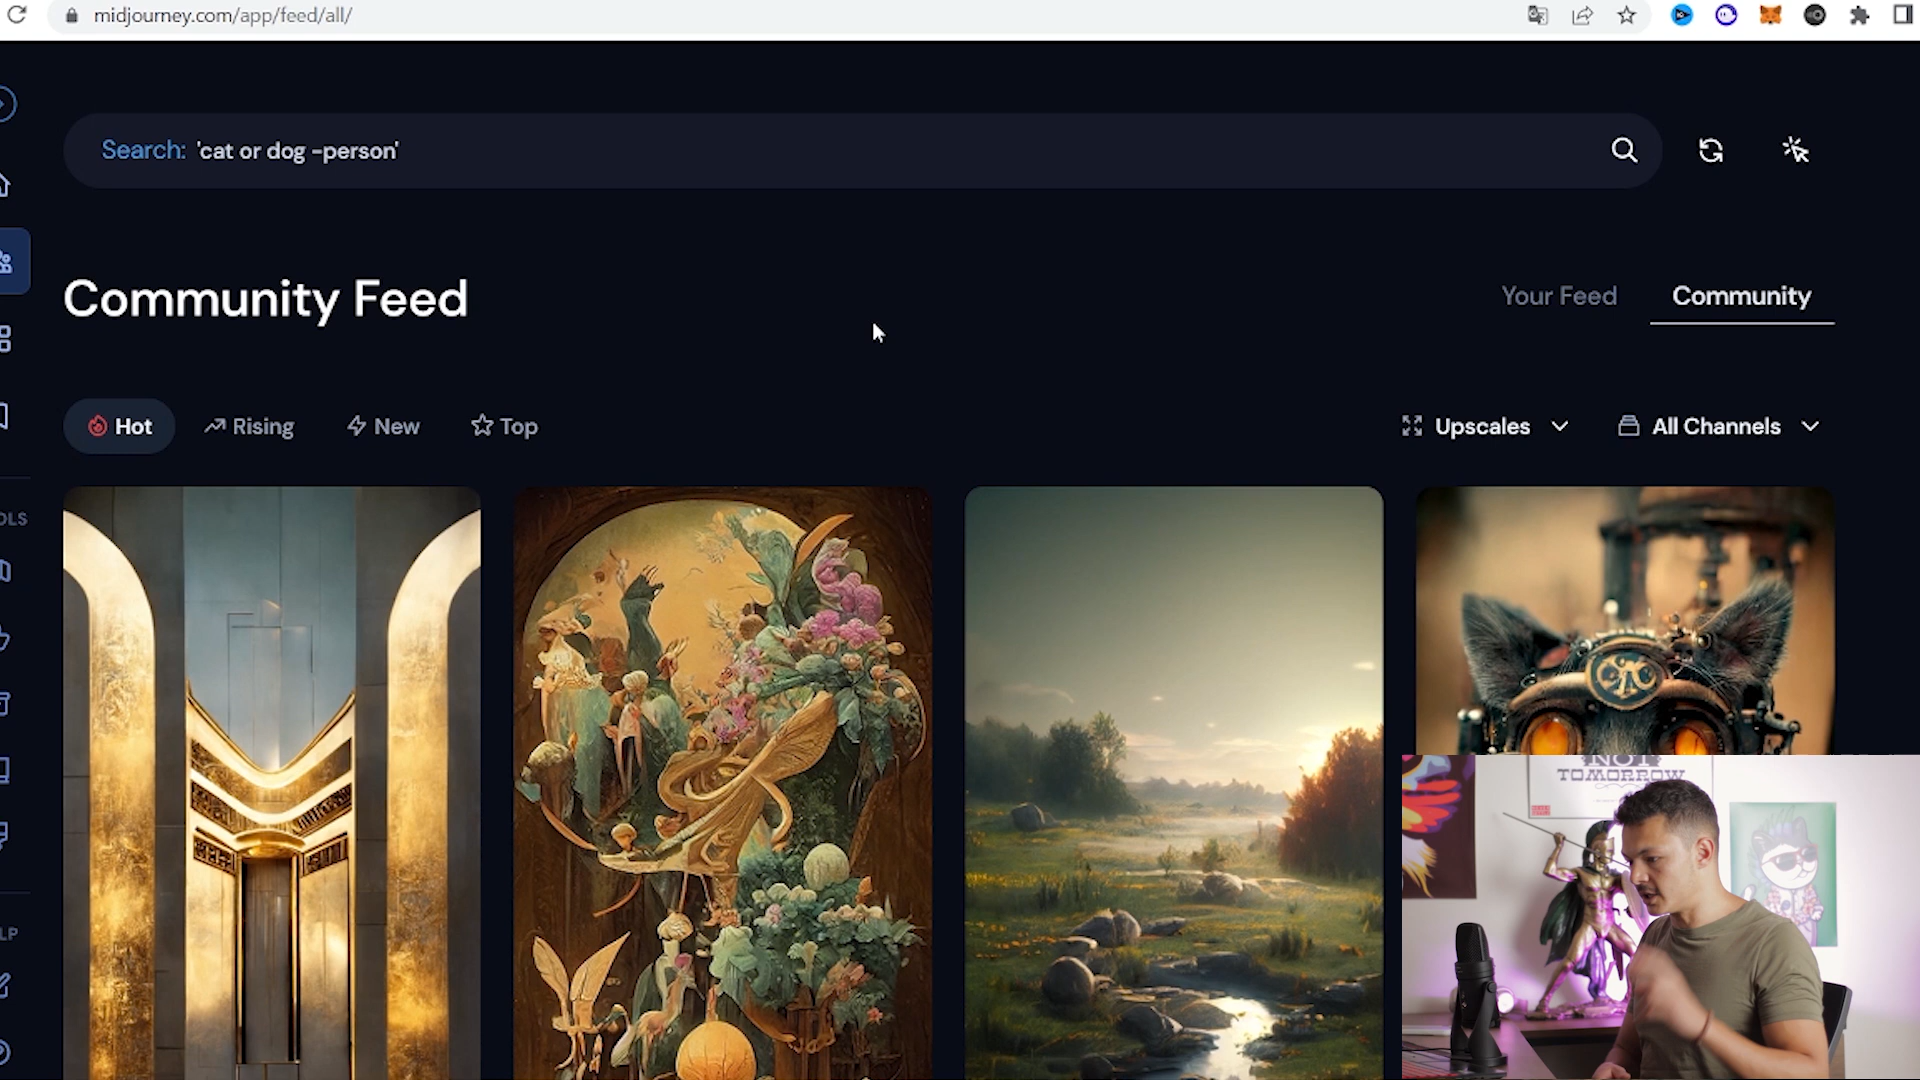 midjourney.com/app/feed/all/
Search: 'cat or dog -person'
Community Feed
Your Feed
Community
Hot
Rising
New
Top
Upscales
All Channels
OLS
LP
NOT
TOMORROW